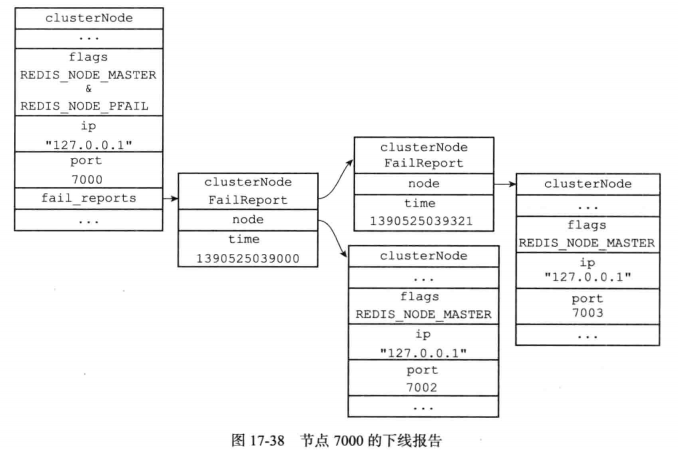 clusterNode
...
flags
REDIS_NODE_MASTER
&
REDIS_NODE_PFAIL
ip
"127.0.0.1"
port
7000
fail_reports
...
clusterNode
FailReport
node
time
1390525039000
clusterNode
FailReport
node
time
1390525039321
clusterNode
...
flags
REDIS_NODE_MASTER
ip
"127.0.0.1"
port
7002
...
clusterNode
...
flags
REDIS_NODE_MASTER
ip
"127.0.0.1"
port
7003
...
图 17-38 节点 7000 的下线报告